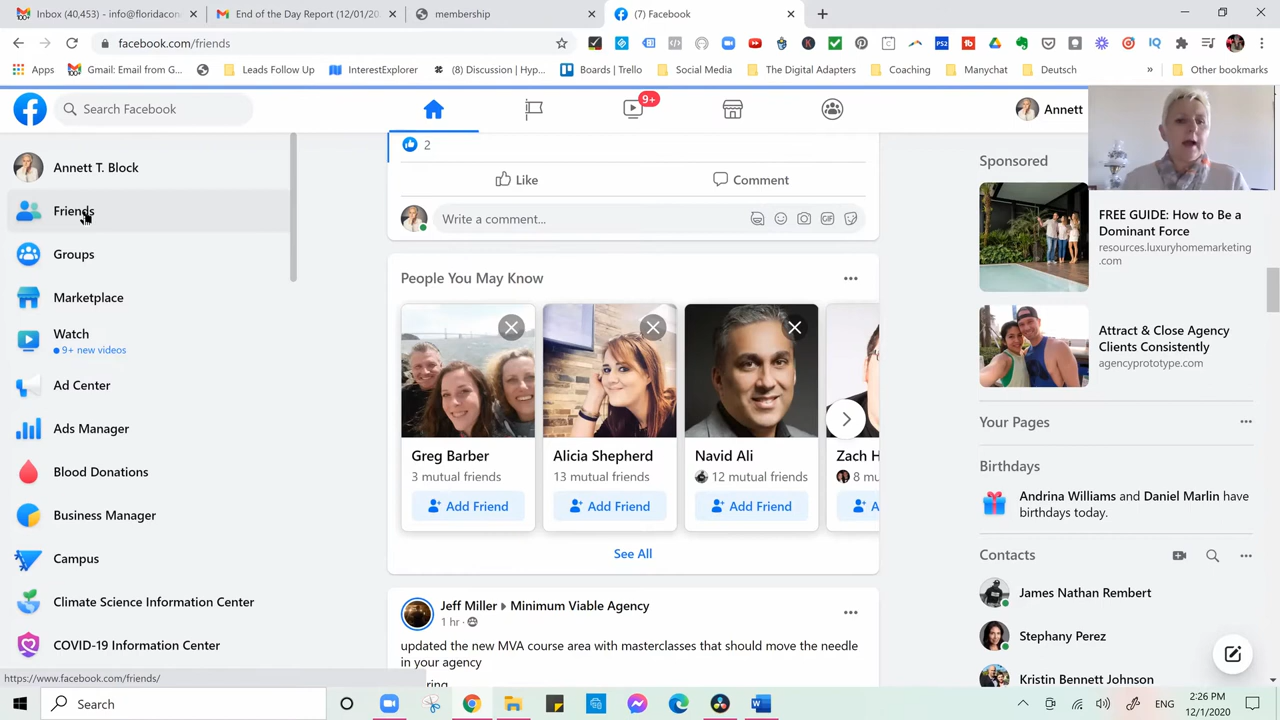 Inbox (40,453) - info@floridacon
End of the Day Report (12/01/20
membership
(7) Facebook
facebook.com/friends
Apps
Gmail: Email from G...
Leads Follow Up
InterestExplorer
(8) Discussion | Hyp...
Boards | Trello
Social Media
The Digital Adapters
Coaching
Manychat
Deutsch
»
Other bookmarks
Search Facebook
9+
Annett
Annett T. Block
Friends
Groups
Marketplace
Watch
9+ new videos
Ad Center
Ads Manager
Blood Donations
Business Manager
Campus
Climate Science Information Center
COVID-19 Information Center
https://www.facebook.com/friends/
2
Like
Comment
Write a comment...
GIF
People You May Know
Greg Barber
3 mutual friends
Add Friend
Alicia Shepherd
13 mutual friends
Add Friend
Navid Ali
12 mutual friends
Add Friend
Zach H
8 mu
A
See All
Jeff Miller ▸ Minimum Viable Agency
1 hr ·
updated the new MVA course area with masterclasses that should move the needle
in your agency
Sponsored
FREE GUIDE: How to Be a
Dominant Force
resources.luxuryhomemarketing
.com
Attract & Close Agency
Clients Consistently
agencyprototype.com
Your Pages
Birthdays
Andrina Williams and Daniel Marlin have
birthdays today.
Contacts
James Nathan Rembert
Stephany Perez
Kristin Bennett Johnson
Search
ENG
2:26 PM
12/1/2020